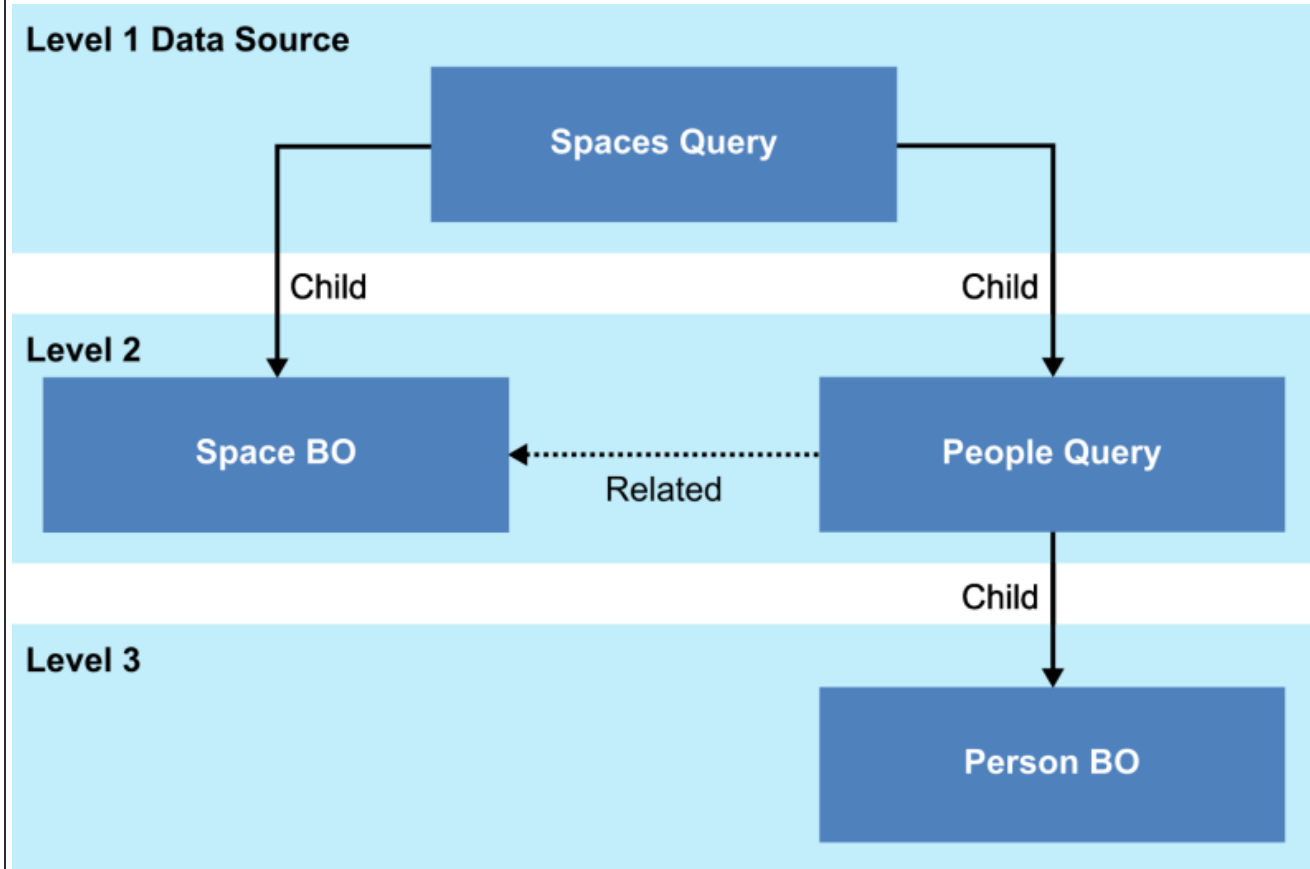 Level 1 Data Source
Spaces Query
Child
Child
Level 2
Space BO
People Query
Related
Child
Level 3
Person BO